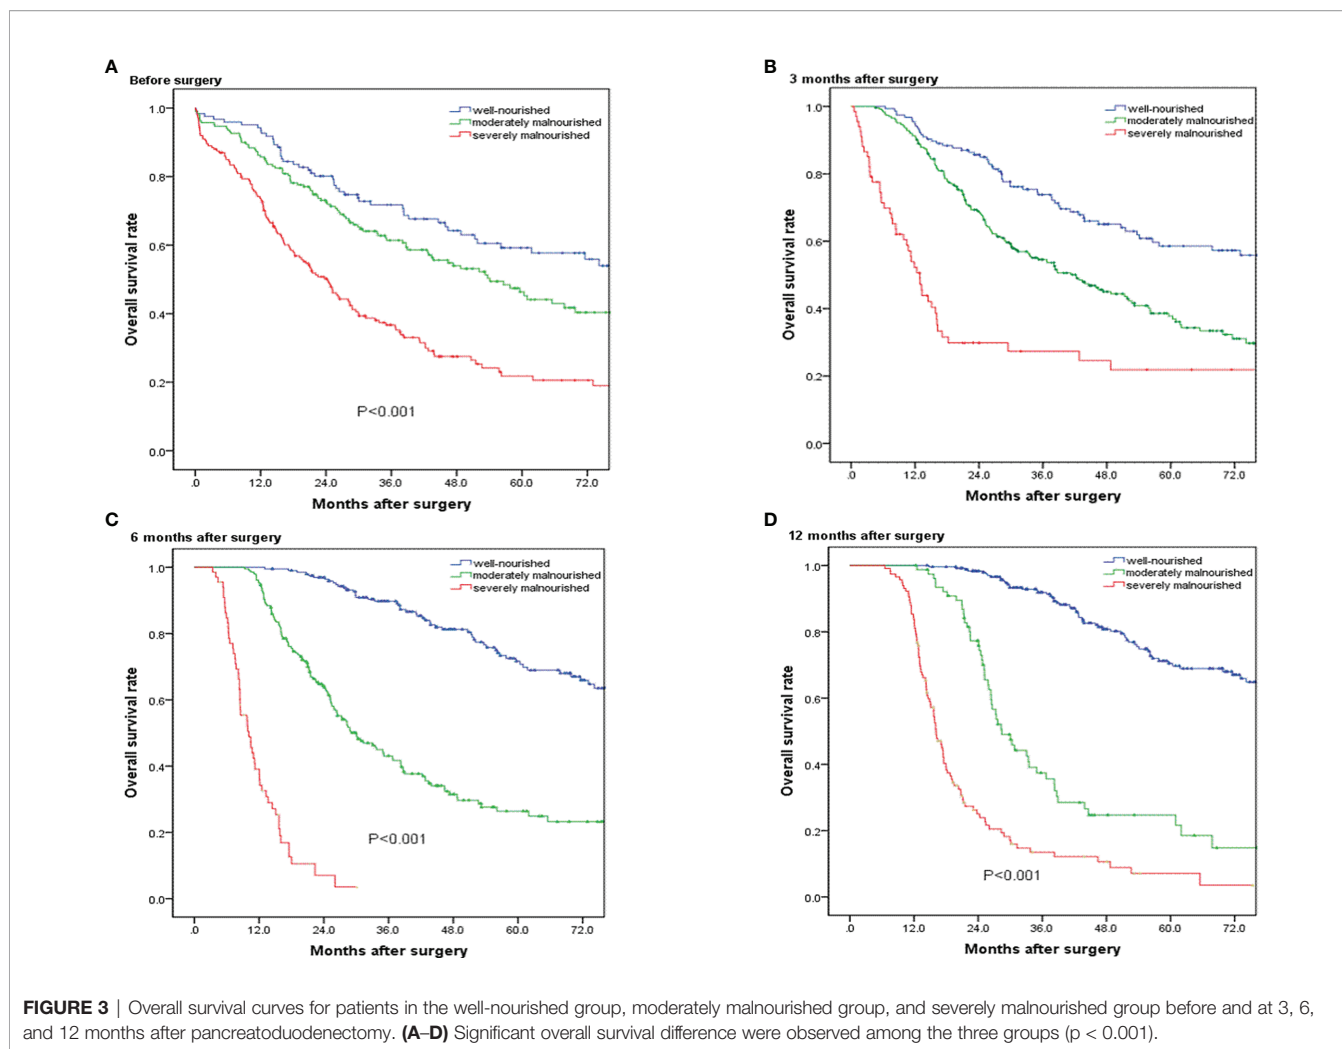 A
Before surgery
well-nourished
moderately malnourished
severely malnourished
1.0
0.8
0.6
0.4
0.2
0.0
Overall survival rate
P<0.001
.0 12.0 24.0 36.0 48.0 60.0 72.0
Months after surgery
B
3 months after surgery
well-nourished
moderately malnourished
severely malnourished
1.0
0.8
0.6
0.4
0.2
0.0
Overall survival rate
.0 12.0 24.0 36.0 48.0 60.0 72.0
Months after surgery
C
6 months after surgery
well-nourished
moderately malnourished
severely malnourished
1.0
0.8
0.6
0.4
0.2
0.0
Overall survival rate
P<0.001
.0 12.0 24.0 36.0 48.0 60.0 72.0
Months after surgery
D
12 months after surgery
well-nourished
moderately malnourished
severely malnourished
1.0
0.8
0.6
0.4
0.2
0.0
Overall survival rate
P<0.001
.0 12.0 24.0 36.0 48.0 60.0 72.0
Months after surgery
FIGURE 3 | Overall survival curves for patients in the well-nourished group, moderately malnourished group, and severely malnourished group before and at 3, 6,
and 12 months after pancreatoduodenectomy. (A–D) Significant overall survival difference were observed among the three groups (p < 0.001).